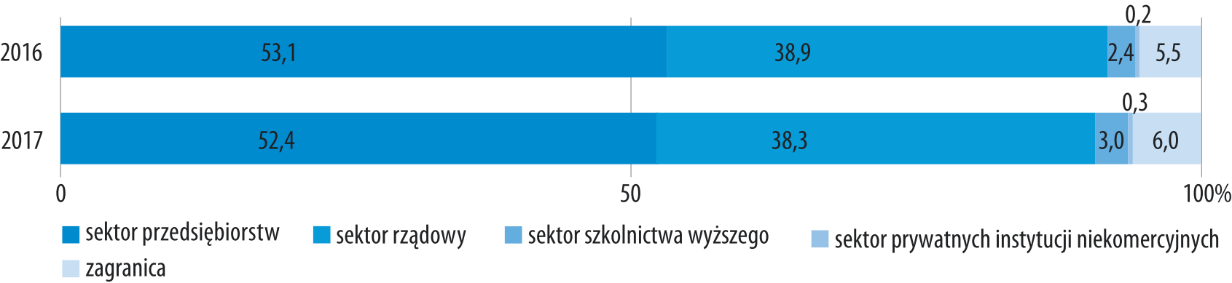 0,2
2016 53,1 38,9 2,4 5,5
0,3
2017 52,4 38,3 3,0 6,0
0 50 100%
sektor przedsiębiorstw sektor rządowy sektor szkolnictwa wyższego sektor prywatnych instytucji niekomercyjnych
zagranica